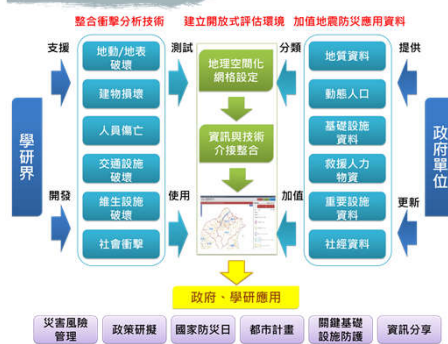 整合衝擊分析技術 建立開放式評估環境 加值地震防災應用資料
支援
測試
分類
提供
學研界
開發
使用
加值
更新
政府單位
地動/地表
破壞
建物損壞
人員傷亡
交通設施
破壞
維生設施
破壞
社會衝擊
地理空間化
網格設定
資訊與技術
介接整合
地質資料
動態人口
基礎設施
資料
救援人力
物資
重要設施
資料
社經資料
政府、學研應用
災害風險
管理
政策研擬
國家防災日
都市計畫
關鍵基礎
設施防護
資訊分享